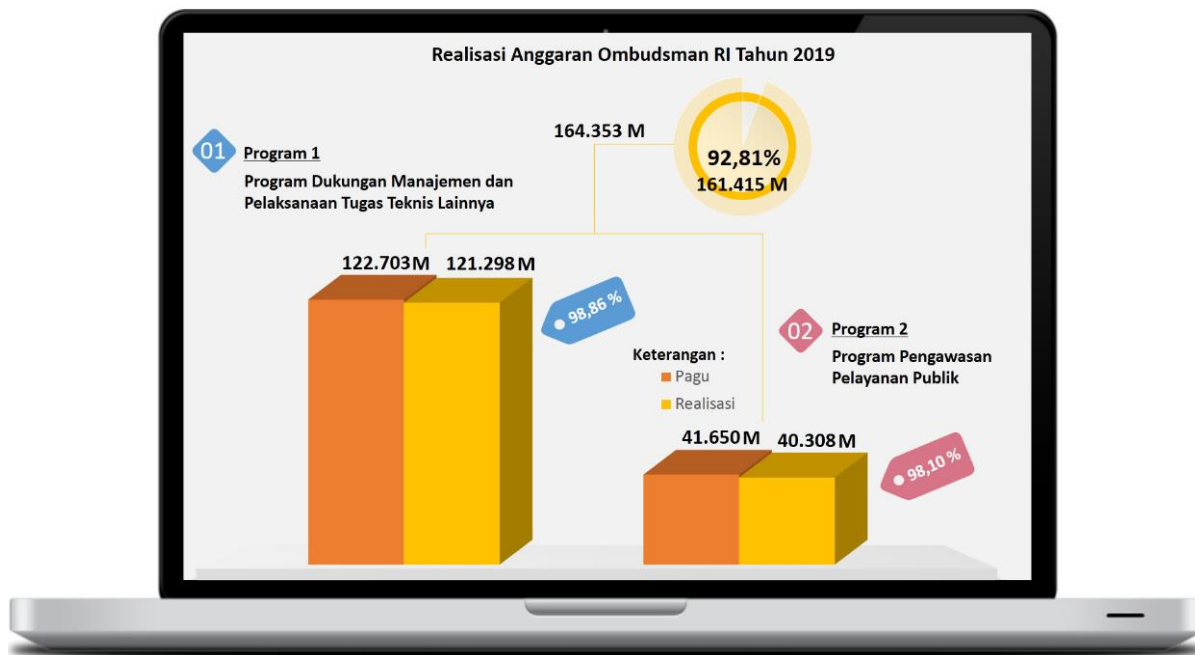 Realisasi Anggaran Ombudsman RI Tahun 2019
164.353 M
92,81%
161.415 M
01
Program 1
Program Dukungan Manajemen dan
Pelaksanaan Tugas Teknis Lainnya
122.703 M
121.298 M
98,86 %
02
Program 2
Program Pengawasan
Pelayanan Publik
Keterangan :
Pagu
Realisasi
41.650 M
40.308 M
98,10 %